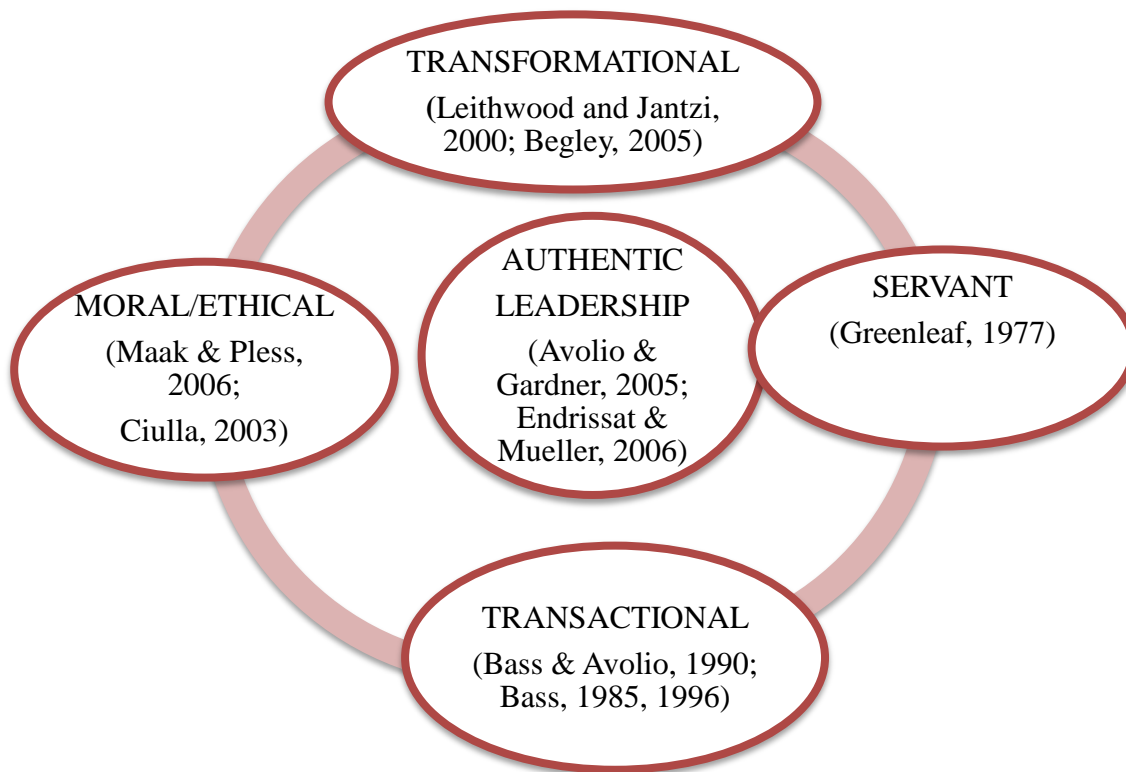 TRANSFORMATIONAL
(Leithwood and Jantzi,
2000; Begley, 2005)
MORAL/ETHICAL
(Maak & Pless,
2006;
Ciulla, 2003)
AUTHENTIC
LEADERSHIP
(Avolio &
Gardner, 2005;
Endrissat &
Mueller, 2006)
SERVANT
(Greenleaf, 1977)
TRANSACTIONAL
(Bass & Avolio, 1990;
Bass, 1985, 1996)